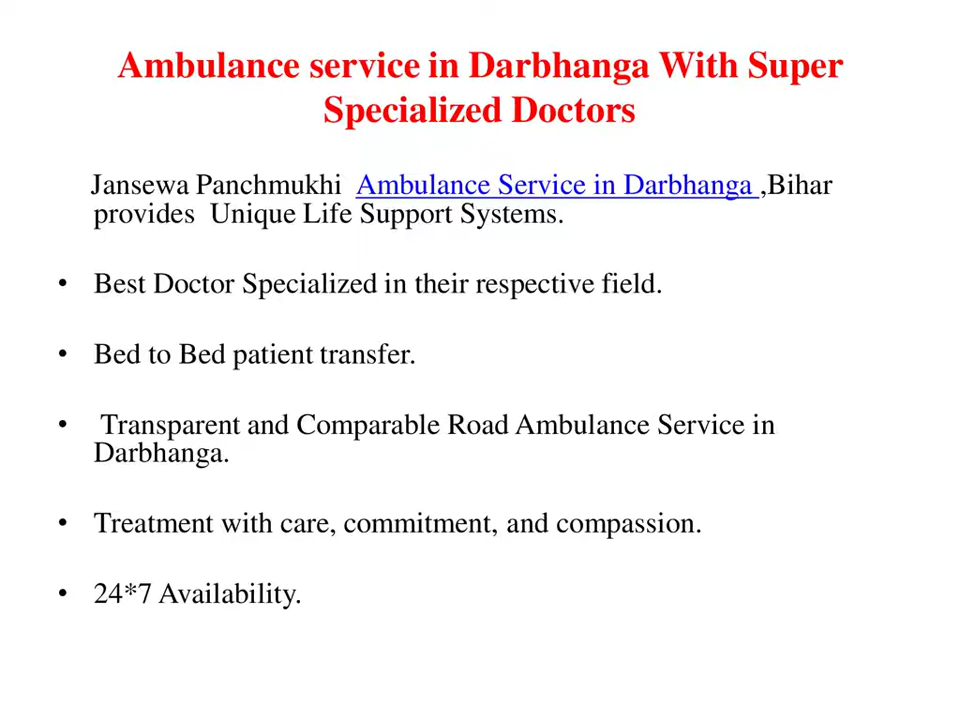 Ambulance service in Darbhanga With Super
Specialized Doctors
Jansewa Panchmukhi Ambulance Service in Darbhanga ,Bihar
provides Unique Life Support Systems.
• Best Doctor Specialized in their respective field.
• Bed to Bed patient transfer.
• Transparent and Comparable Road Ambulance Service in
Darbhanga.
• Treatment with care, commitment, and compassion.
• 24*7 Availability.